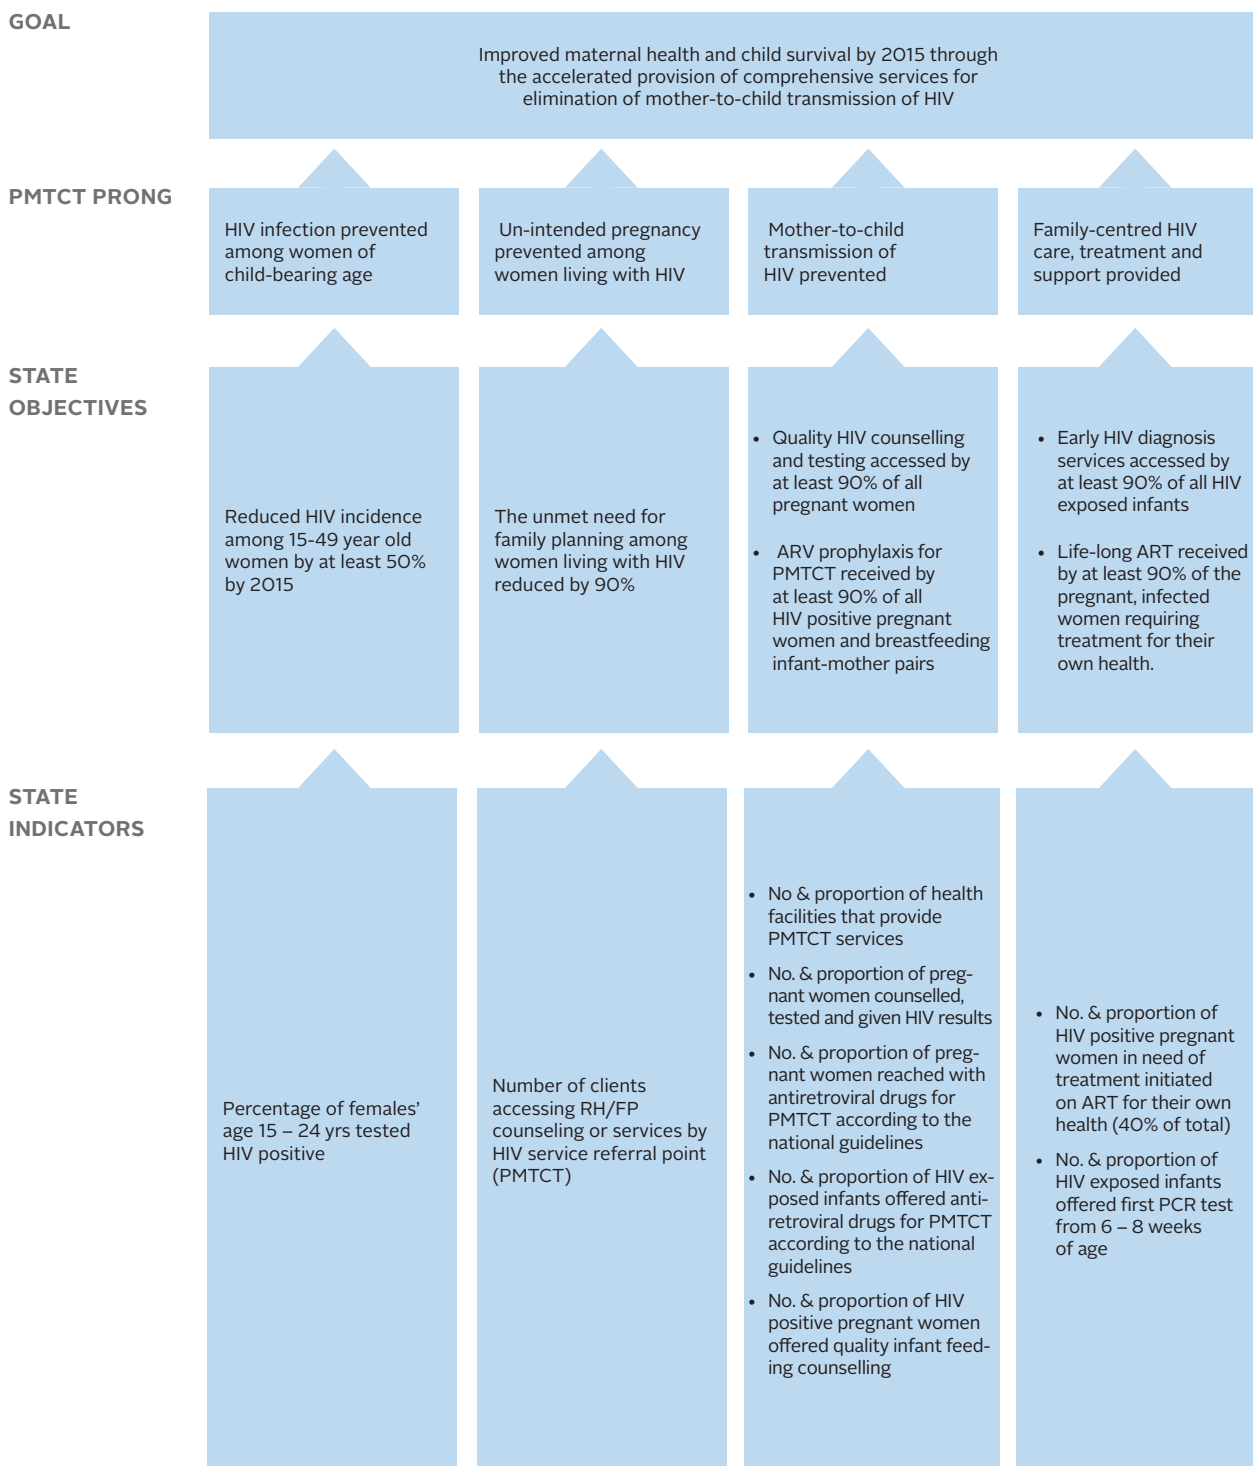 GOAL
Improved maternal health and child survival by 2015 through
the accelerated provision of comprehensive services for
elimination of mother-to-child transmission of HIV
PMTCT PRONG
HIV infection prevented
among women of
child-bearing age
Un-intended pregnancy
prevented among
women living with HIV
Mother-to-child
transmission of
HIV prevented
Family-centred HIV
care, treatment and
support provided
STATE
OBJECTIVES
Reduced HIV incidence
among 15-49 year old
women by at least 50%
by 2015
The unmet need for
family planning among
women living with HIV
reduced by 90%
• Quality HIV counselling
and testing accessed by
at least 90% of all
pregnant women
• ARV prophylaxis for
PMTCT received by
at least 90% of all
HIV positive pregnant
women and breastfeeding
infant-mother pairs
• Early HIV diagnosis
services accessed by
at least 90% of all HIV
exposed infants
• Life-long ART received
by at least 90% of the
pregnant, infected
women requiring
treatment for their
own health.
STATE
INDICATORS
Percentage of females’
age 15 – 24 yrs tested
HIV positive
Number of clients
accessing RH/FP
counseling or services by
HIV service referral point
(PMTCT)
• No & proportion of health
facilities that provide
PMTCT services
• No. & proportion of preg-
nant women counselled,
tested and given HIV results
• No. & proportion of preg-
nant women reached with
antiretroviral drugs for
PMTCT according to the
national guidelines
• No. & proportion of HIV ex-
posed infants offered anti-
retroviral drugs for PMTCT
according to the national
guidelines
• No. & proportion of HIV
positive pregnant women
offered quality infant feed-
ing counselling
• No. & proportion of
HIV positive pregnant
women in need of
treatment initiated
on ART for their own
health (40% of total)
• No. & proportion of
HIV exposed infants
offered first PCR test
from 6 – 8 weeks
of age